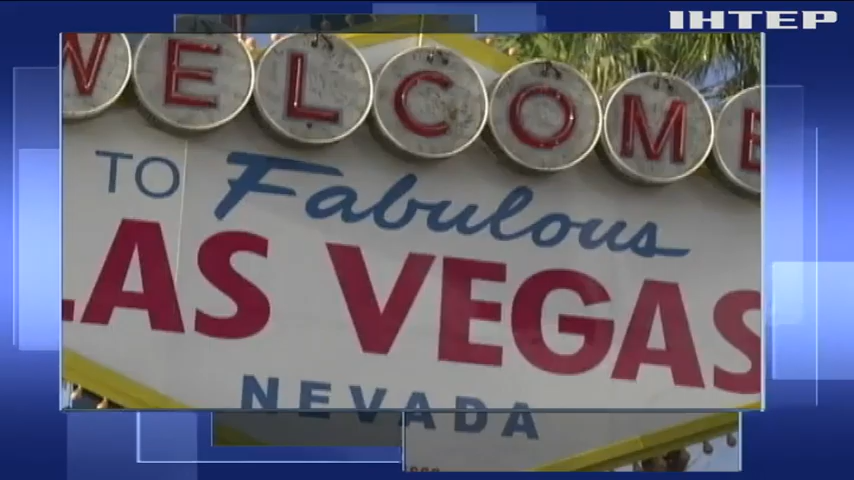 ІНТЕР
WELCOME
TO Fabulous
LAS VEGAS
NEVADA